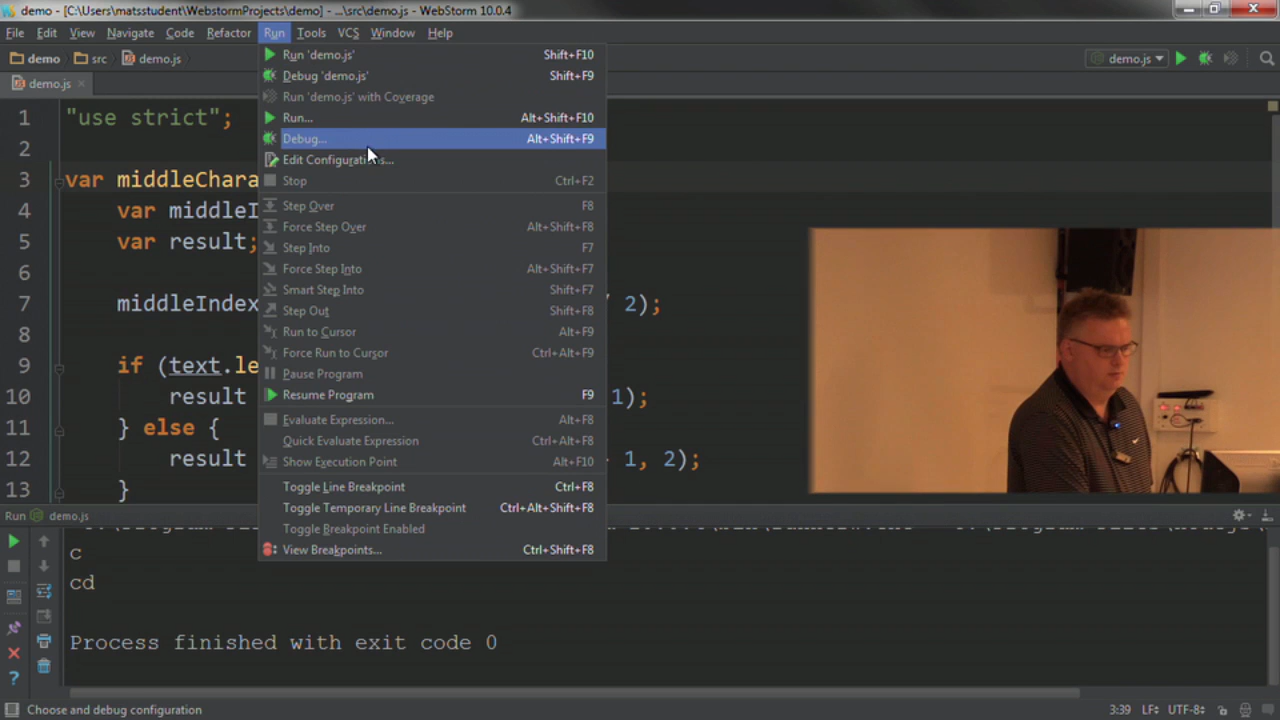 demo - [C:\Users\matsstudent\WebstormProjects\demo] - ...\src\demo.js - WebStorm 10.0.4
File Edit View Navigate Code Refactor Run Tools VCS Window Help
demo src demo.js demo.js
demo.js
Run 'demo.js' Shift+F10
Debug 'demo.js' Shift+F9
Run 'demo.js' with Coverage
Run... Alt+Shift+F10
Debug... Alt+Shift+F9
Edit Configurations...
Stop Ctrl+F2
Step Over F8
Force Step Over Alt+Shift+F8
Step Into F7
Force Step Into Alt+Shift+F7
Smart Step Into Shift+F7
Step Out Shift+F8
Run to Cursor Alt+F9
Force Run to Cursor Ctrl+Alt+F9
Pause Program
Resume Program F9
Evaluate Expression... Alt+F8
Quick Evaluate Expression Ctrl+Alt+F8
Show Execution Point Alt+F10
Toggle Line Breakpoint Ctrl+F8
Toggle Temporary Line Breakpoint Ctrl+Alt+Shift+F8
Toggle Breakpoint Enabled
View Breakpoints... Ctrl+Shift+F8
1 "use strict";
2
3 var middleChara
4 var middleI
5 var result;
6
7 middleIndex / 2);
8
9 if (text.le
10 result 1);
11 } else {
12 result - 1, 2);
13 }
Run demo.js
c
cd
Process finished with exit code 0
Choose and debug configuration 3:39 LF UTF-8